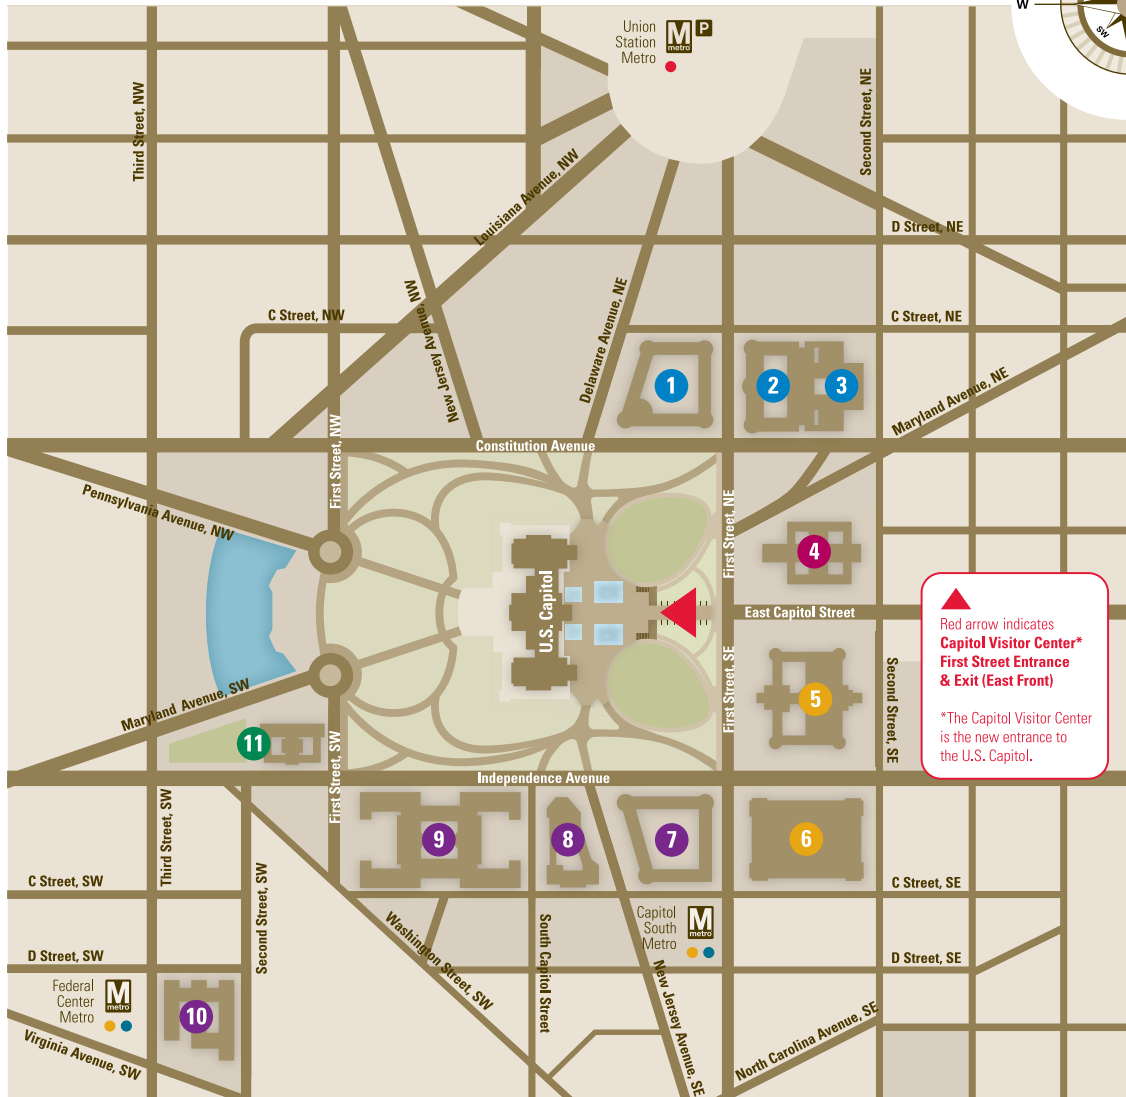 W
SW
Union
Station
Metro
M
metro
P
Third Street, NW
Second Street, NE
Louisiana Avenue, NW
D Street, NE
New Jersey Avenue, NW
Delaware Avenue, NE
C Street, NW
C Street, NE
1
2
3
Maryland Avenue, NE
First Street, NW
Constitution Avenue
Pennsylvania Avenue, NW
First Street, NE
4
U.S. Capitol
East Capitol Street
Red arrow indicates
Capitol Visitor Center*
First Street Entrance
& Exit (East Front)
*The Capitol Visitor Center
is the new entrance to
the U.S. Capitol.
Maryland Avenue, SW
First Street, SE
5
Second Street, SE
11
First Street, SW
Independence Avenue
Third Street, SW
9
8
7
6
C Street, SW
C Street, SE
Second Street, SW
Washington Street, SW
South Capitol Street
Capitol
South
Metro
M
metro
New Jersey Avenue, SE
D Street, SW
D Street, SE
Federal
Center
Metro
M
metro
10
Virginia Avenue, SW
North Carolina Avenue, SE